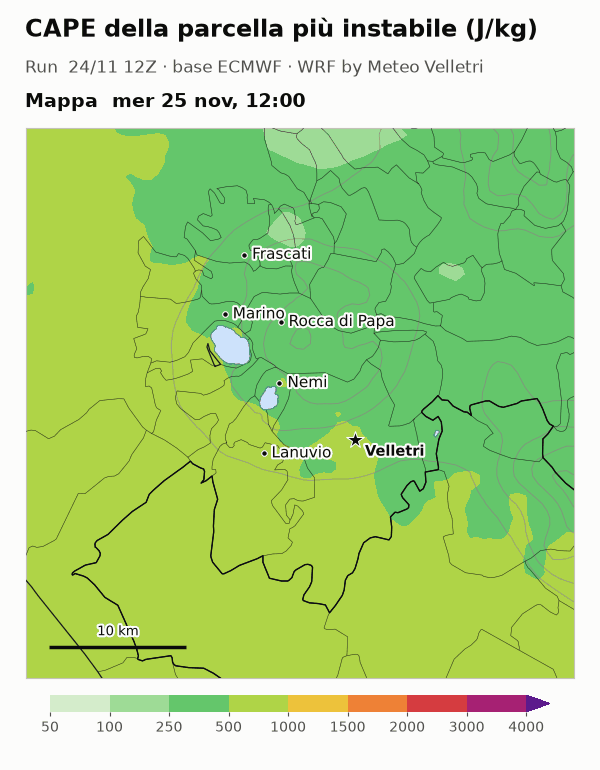 CAPE della parcella più instabile (J/kg)
Run  24/11 12Z · base ECMWF · WRF by Meteo Velletri
Mappa  mer 25 nov, 12:00
Frascati
Marino
Rocca di Papa
Nemi
Velletri
Lanuvio
10 km
50 100 250 500 1000 1500 2000 3000 4000